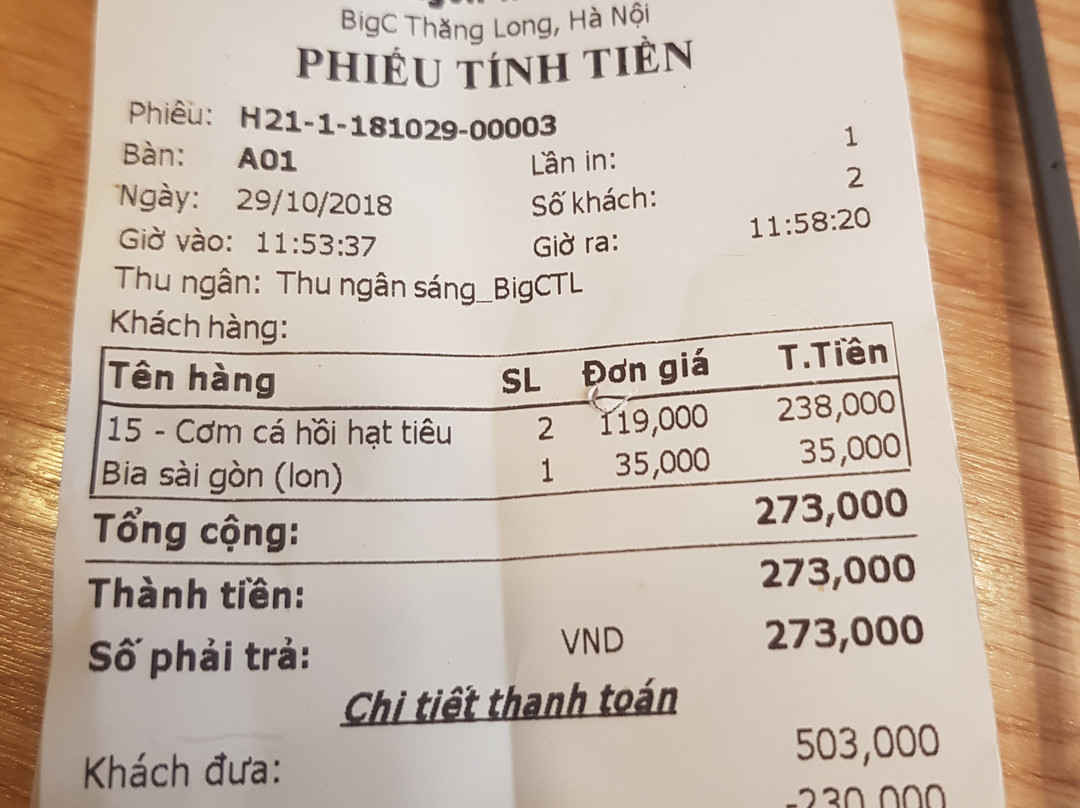 BigC Thăng Long, Hà Nội
PHIẾU TÍNH TIỀN
Phiếu: H21-1-181029-00003
Bàn: A01 Lần in: 1
Ngày: 29/10/2018 Số khách: 2
Giờ vào: 11:53:37 Giờ ra: 11:58:20
Thu ngân: Thu ngân sáng_BigCTL
Khách hàng:
Tên hàng SL Đơn giá T.Tiền
15 - Cơm cá hồi hạt tiêu 2 119,000 238,000
Bia sài gòn (lon) 1 35,000 35,000
Tổng cộng: 273,000
Thành tiền: 273,000
Số phải trả: VND 273,000
Chi tiết thanh toán
Khách đưa: 503,000
-230,000